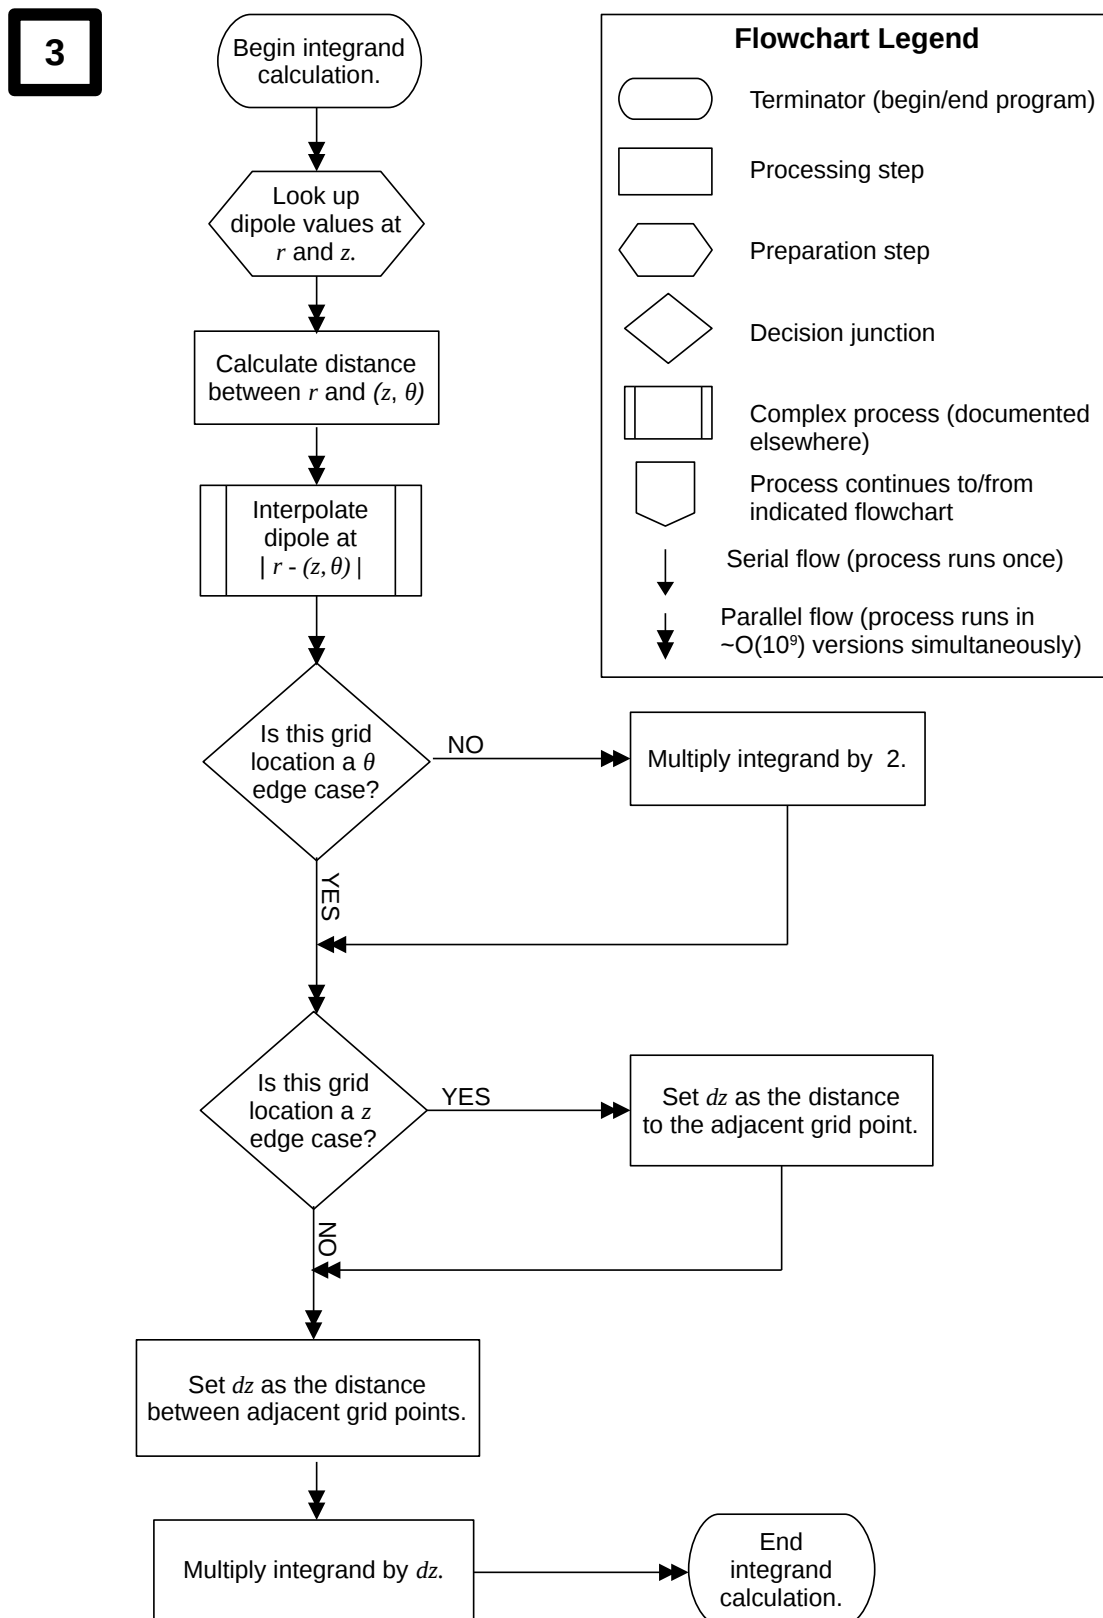 3
Begin integrand
calculation.
Look up
dipole values at
r and z.
Calculate distance
between r and (z, θ)
Interpolate
dipole at
| r - (z, θ) |
Is this grid
location a θ
edge case?
NO
Multiply integrand by 2.
YES
Is this grid
location a z
edge case?
YES
Set dz as the distance
to the adjacent grid point.
NO
Set dz as the distance
between adjacent grid points.
Multiply integrand by dz.
End
integrand
calculation.
Flowchart Legend
Terminator (begin/end program)
Processing step
Preparation step
Decision junction
Complex process (documented
elsewhere)
Process continues to/from
indicated flowchart
Serial flow (process runs once)
Parallel flow (process runs in
~O(10⁹) versions simultaneously)